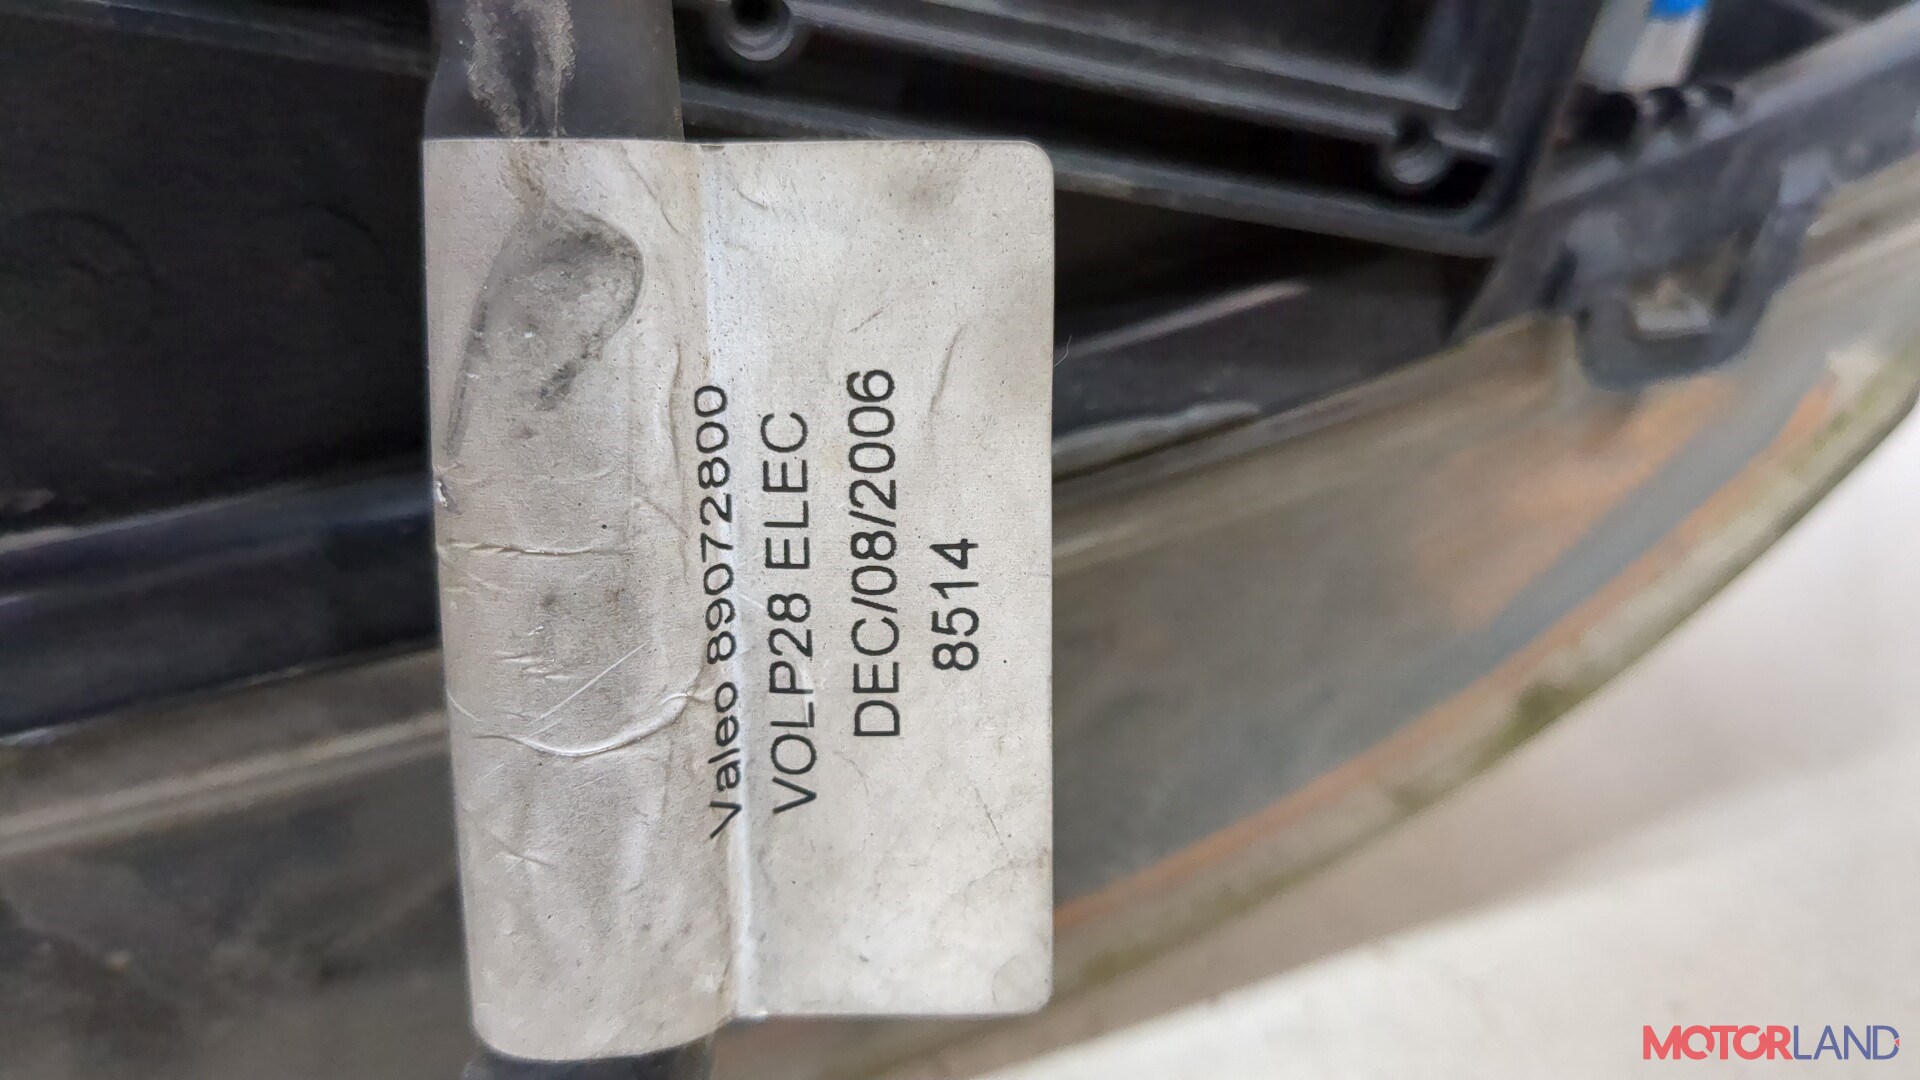 Valeo 89072800
VOLP28 ELEC
DEC/08/2006
8514
MOTORLAND